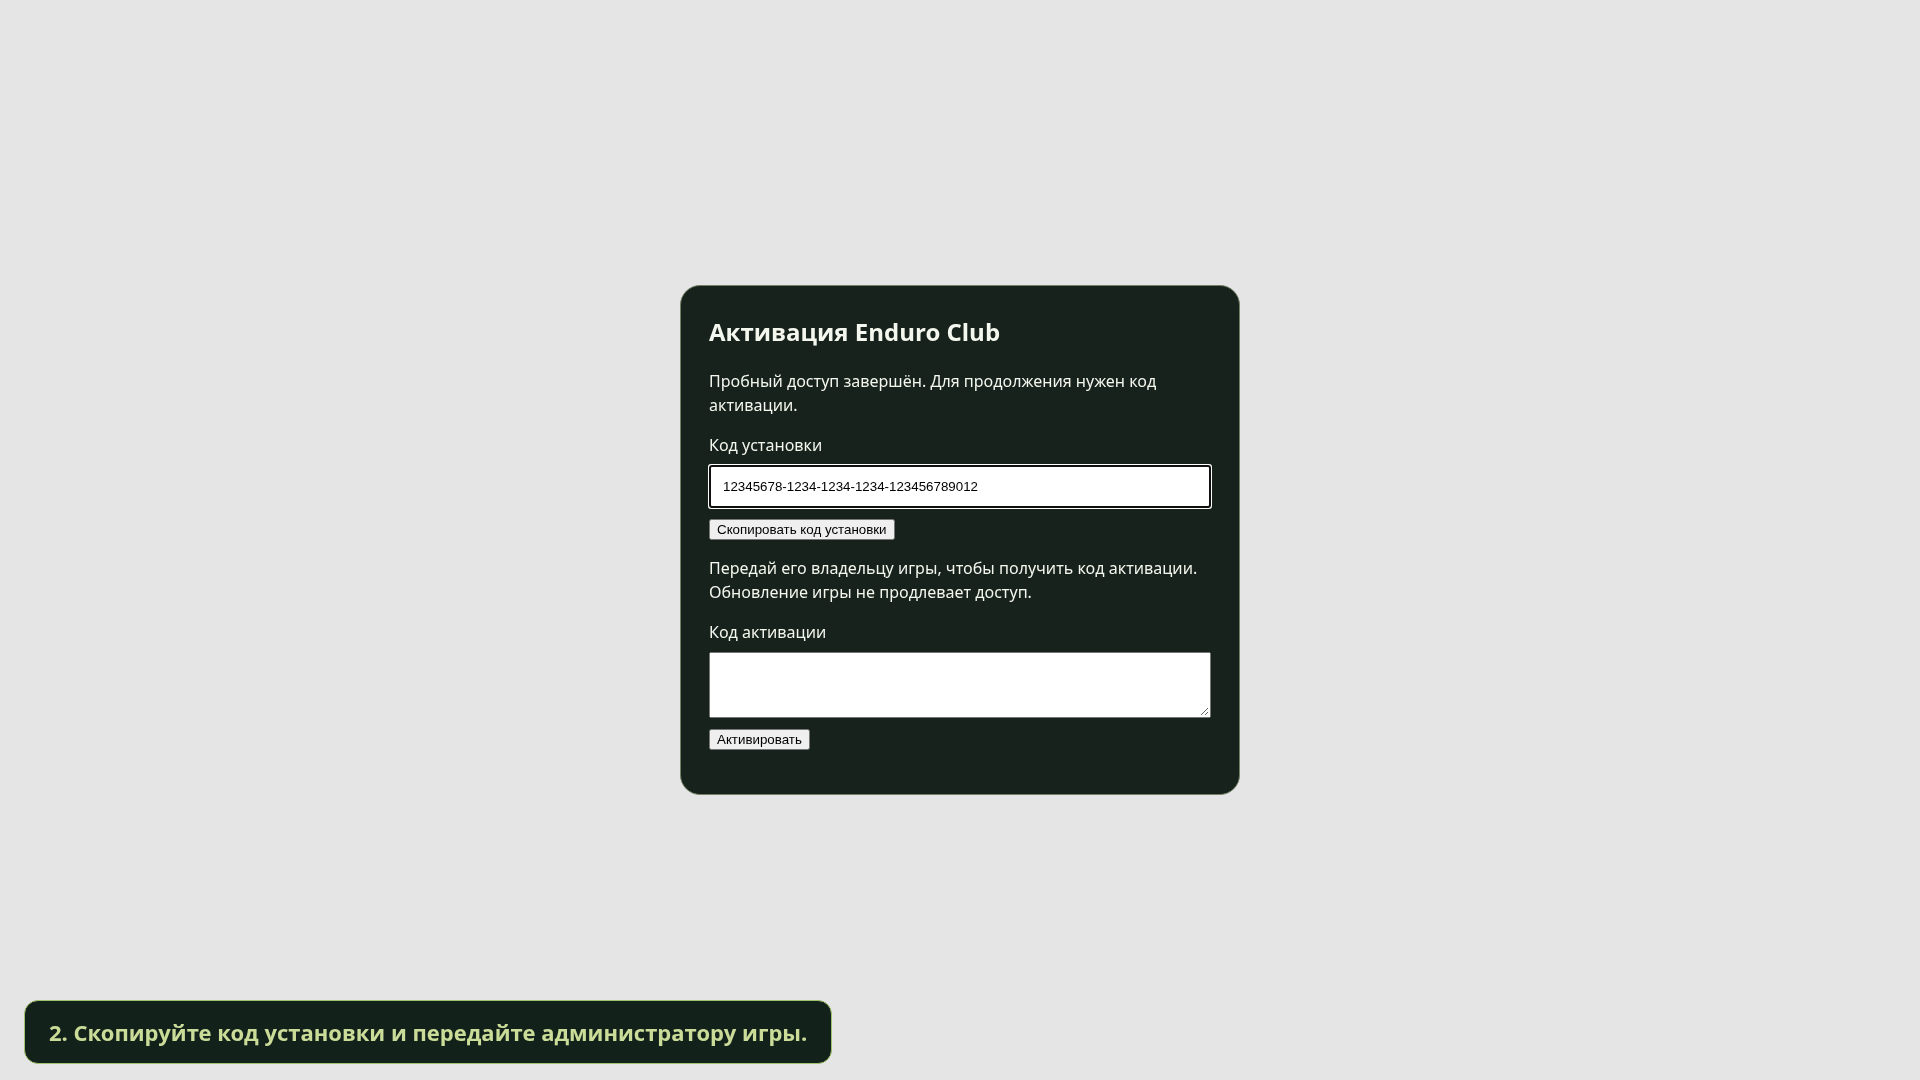 Активация Enduro Club
Пробный доступ завершён. Для продолжения нужен код
активации.
Код установки
12345678-1234-1234-1234-123456789012
Скопировать код установки
Передай его владельцу игры, чтобы получить код активации.
Обновление игры не продлевает доступ.
Код активации
Активировать
2. Скопируйте код установки и передайте администратору игры.